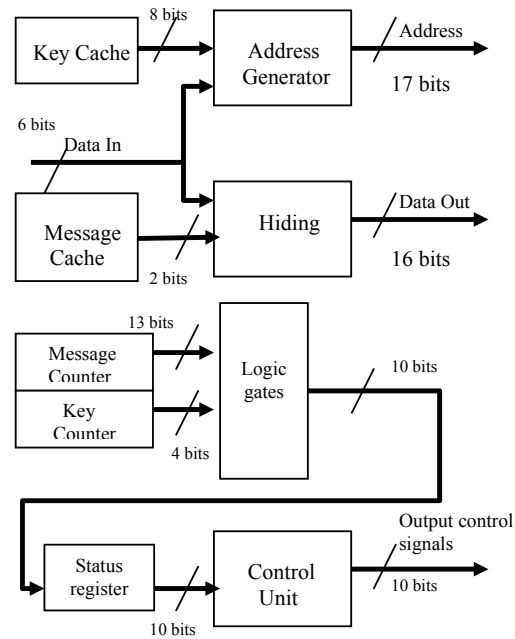 8 bits
Key Cache
Address
Generator
Address
17 bits
6 bits
Data In
Message
Cache
2 bits
Hiding
Data Out
16 bits
13 bits
Message
Counter
Key
Counter
4 bits
Logic
gates
10 bits
Status
register
10 bits
Control
Unit
Output control
signals
10 bits